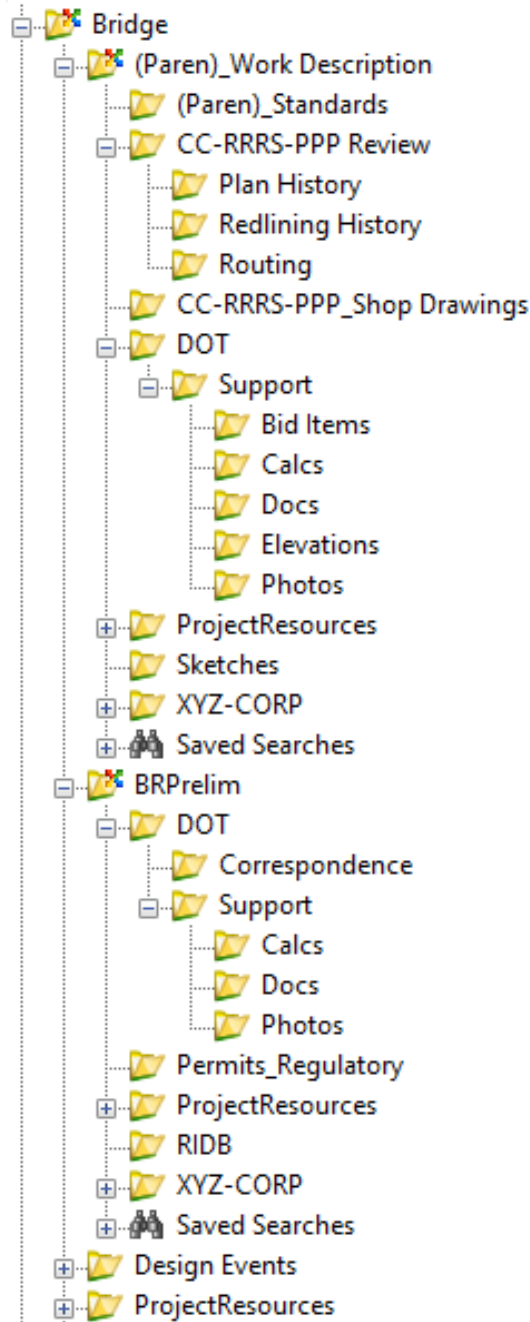 Bridge
(Paren)_Work Description
(Paren)_Standards
CC-RRRS-PPP Review
Plan History
Redlining History
Routing
CC-RRRS-PPP_Shop Drawings
DOT
Support
Bid Items
Calcs
Docs
Elevations
Photos
ProjectResources
Sketches
XYZ-CORP
Saved Searches
BRPrelim
DOT
Correspondence
Support
Calcs
Docs
Photos
Permits_Regulatory
ProjectResources
RIDB
XYZ-CORP
Saved Searches
Design Events
ProjectResources